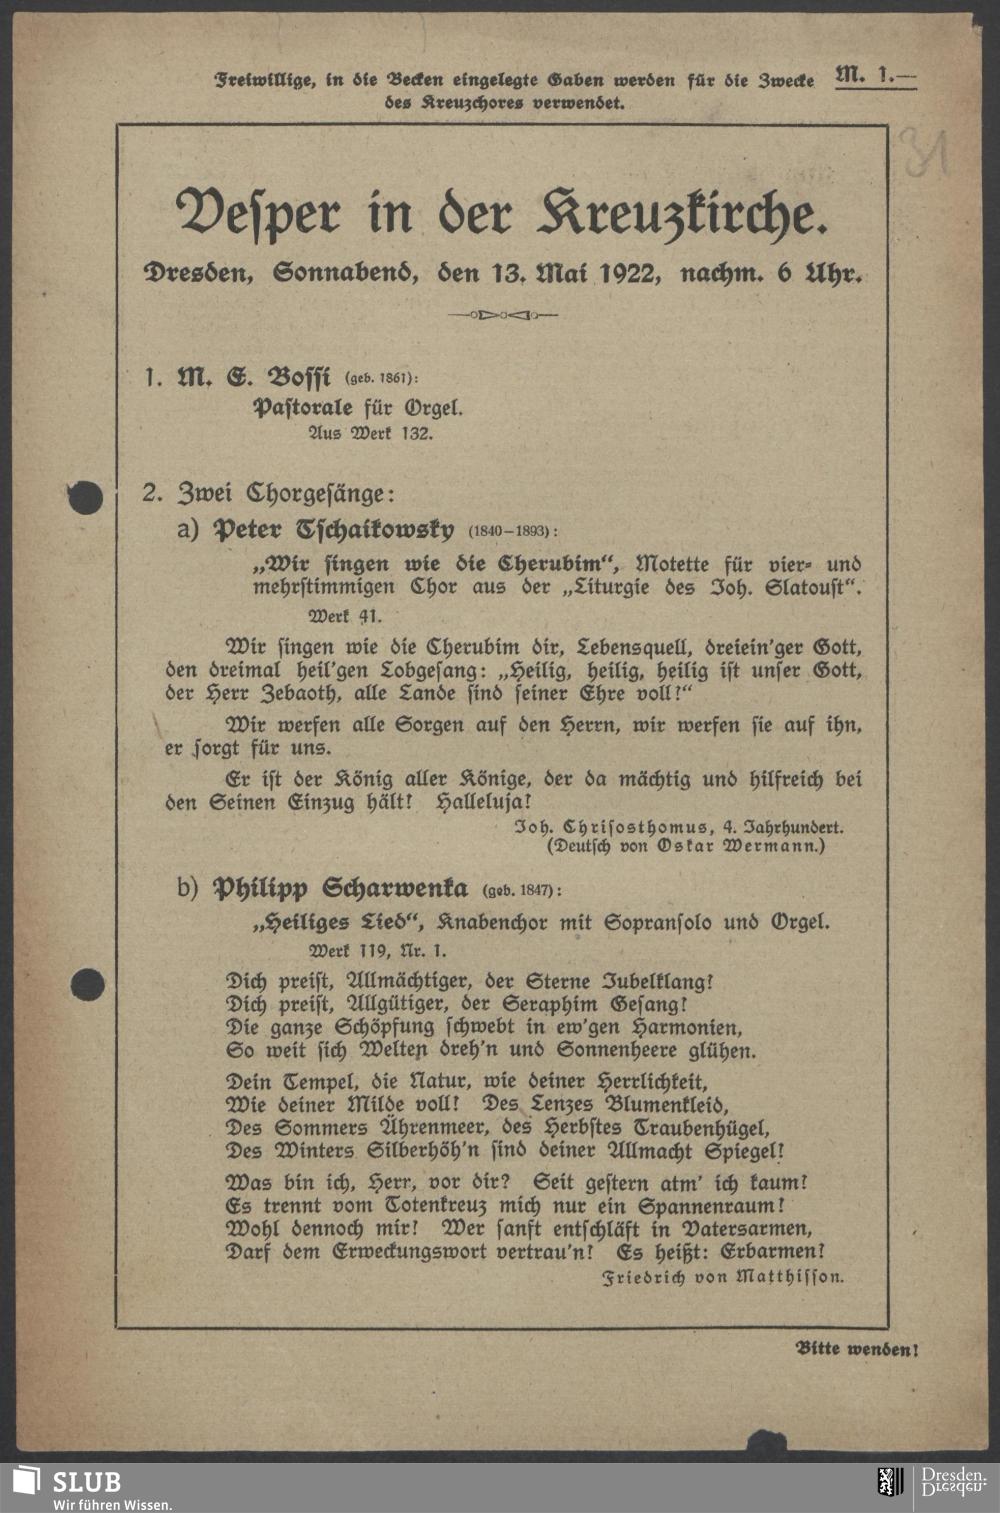 Freiwillige, in die Becken eingelegte Gaben werden für die Zwecke
des Kreuzchores verwendet.
M. 1.—
31
Vesper in der Kreuzkirche.
Dresden, Sonnabend, den 13. Mai 1922, nachm. 6 Uhr.
1. M. E. Bossi (geb. 1861):
Pastorale für Orgel.
Aus Werk 132.
2. Zwei Chorgesänge:
a) Peter Tschaikowsky (1840–1893):
„Wir singen wie die Cherubim“, Motette für vier- und
mehrstimmigen Chor aus der „Liturgie des Joh. Slatoust“.
Werk 41.
Wir singen wie die Cherubim dir, Lebensquell, dreiein'ger Gott,
den dreimal heil'gen Lobgesang: „Heilig, heilig, heilig ist unser Gott,
der Herr Zebaoth, alle Lande sind seiner Ehre voll!“
Wir werfen alle Sorgen auf den Herrn, wir werfen sie auf ihn,
er sorgt für uns.
Er ist der König aller Könige, der da mächtig und hilfreich bei
den Seinen Einzug hält! Halleluja!
Joh. Chrisosthomus, 4. Jahrhundert.
(Deutsch von Oskar Wermann.)
b) Philipp Scharwenka (geb. 1847):
„Heiliges Lied“, Knabenchor mit Sopransolo und Orgel.
Werk 119, Nr. 1.
Dich preist, Allmächtiger, der Sterne Jubelklang!
Dich preist, Allgütiger, der Seraphim Gesang!
Die ganze Schöpfung schwebt in ew'gen Harmonien,
So weit sich Welten dreh'n und Sonnenheere glühen.
Dein Tempel, die Natur, wie deiner Herrlichkeit,
Wie deiner Milde voll! Des Lenzes Blumenkleid,
Des Sommers Ährenmeer, des Herbstes Traubenhügel,
Des Winters Silberhöh'n sind deiner Allmacht Spiegel!
Was bin ich, Herr, vor dir? Seit gestern atm' ich kaum!
Es trennt vom Totenkreuz mich nur ein Spannenraum!
Wohl dennoch mir! Wer sanft entschläft in Vatersarmen,
Darf dem Erweckungswort vertrau'n! Es heißt: Erbarmen!
Friedrich von Matthisson.
Bitte wenden!
SLUB
Wir führen Wissen.
Dresden.
Dresden.